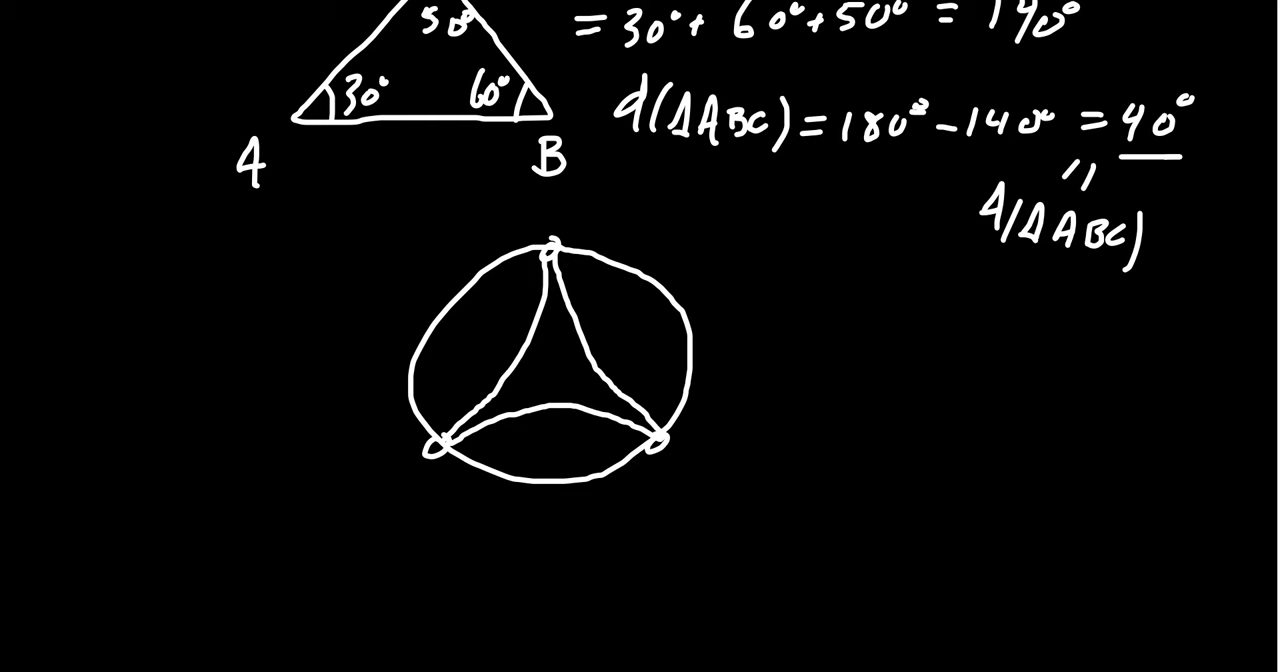 50°
= 30° + 60° + 50° = 140°
30° 60°
d(ΔABC) = 180° - 140° = 40°
A B
"
A(ΔABC)